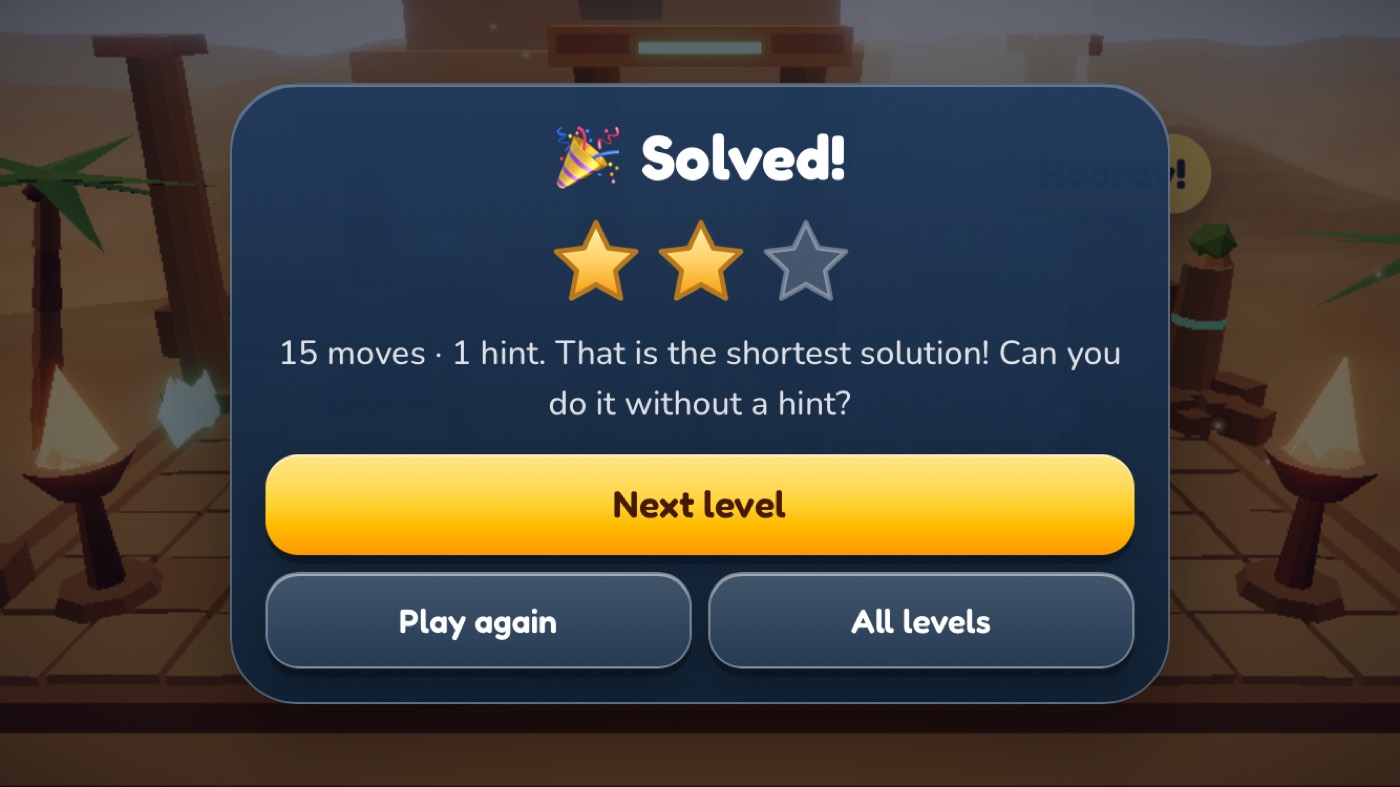 🎉 Solved!
Hooray!
15 moves · 1 hint. That is the shortest solution! Can you
do it without a hint?
Next level
Play again
All levels